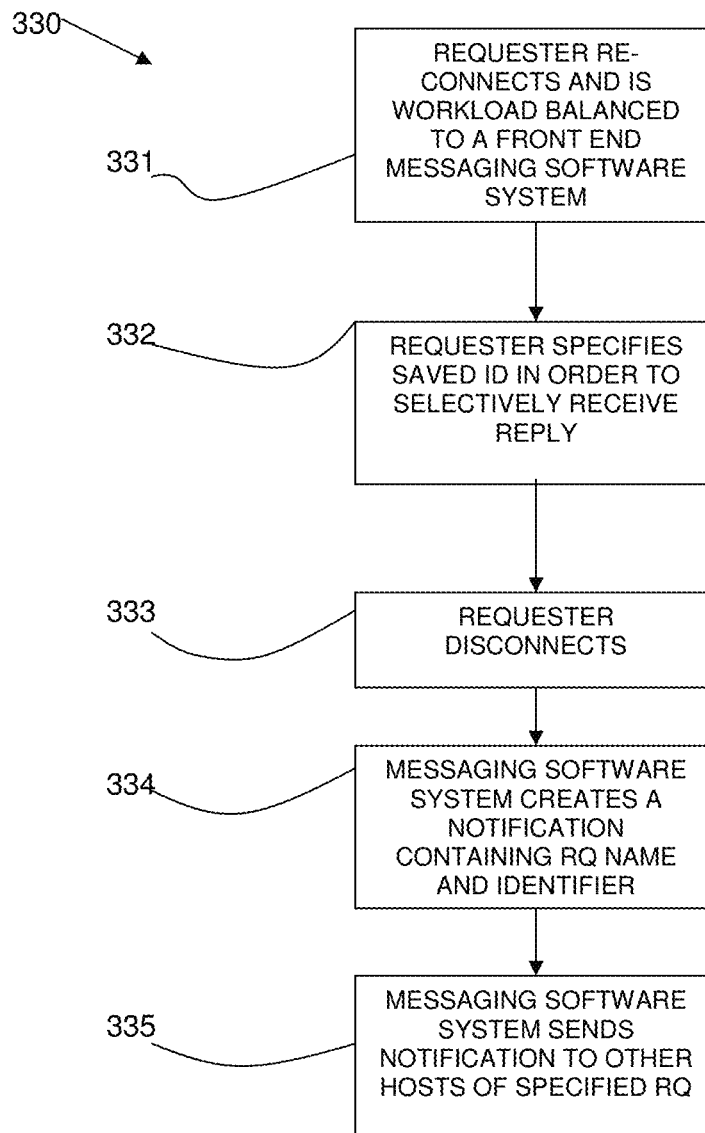 330
REQUESTER RE-
CONNECTS AND IS
WORKLOAD BALANCED
TO A FRONT END
MESSAGING SOFTWARE
SYSTEM
331
332
REQUESTER SPECIFIES
SAVED ID IN ORDER TO
SELECTIVELY RECEIVE
REPLY
333
REQUESTER
DISCONNECTS
334
MESSAGING SOFTWARE
SYSTEM CREATES A
NOTIFICATION
CONTAINING RQ NAME
AND IDENTIFIER
335
MESSAGING SOFTWARE
SYSTEM SENDS
NOTIFICATION TO OTHER
HOSTS OF SPECIFIED RQ